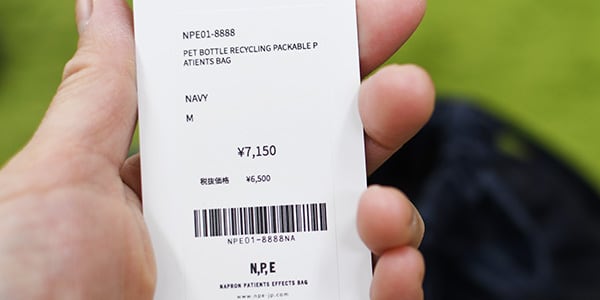 NPE01-8888
PET BOTTLE RECYCLING PACKABLE P
ATIENTS BAG
NAVY
M
¥7,150
税抜価格 ¥6,500
NPE01-8888NA
N,P,E
NAPRON PATIENTS EFFECTS BAG
www.npe-jp.com